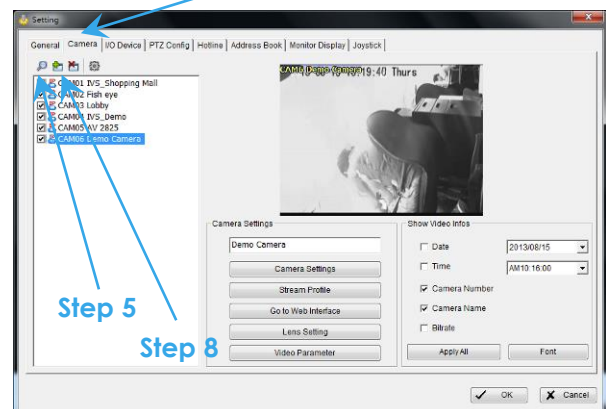 Setting
General Camera I/O Device PTZ Config Hotline Address Book Monitor Display Joystick
CAM01 IVS_Shopping Mall
CAM02 Fish eye
CAM03 Lobby
CAM04 IVS_Demo
CAM05 AV 2825
CAM06 Demo Camera
19:40 Thurs
Camera Settings
Demo Camera
Camera Settings
Stream Profile
Go to Web Interface
Lens Setting
Video Parameter
Show Video Infos
Date 2013/08/15
Time AM10:16:00
Camera Number
Camera Name
Bitrate
Apply All Font
Step 5
Step 8
OK Cancel